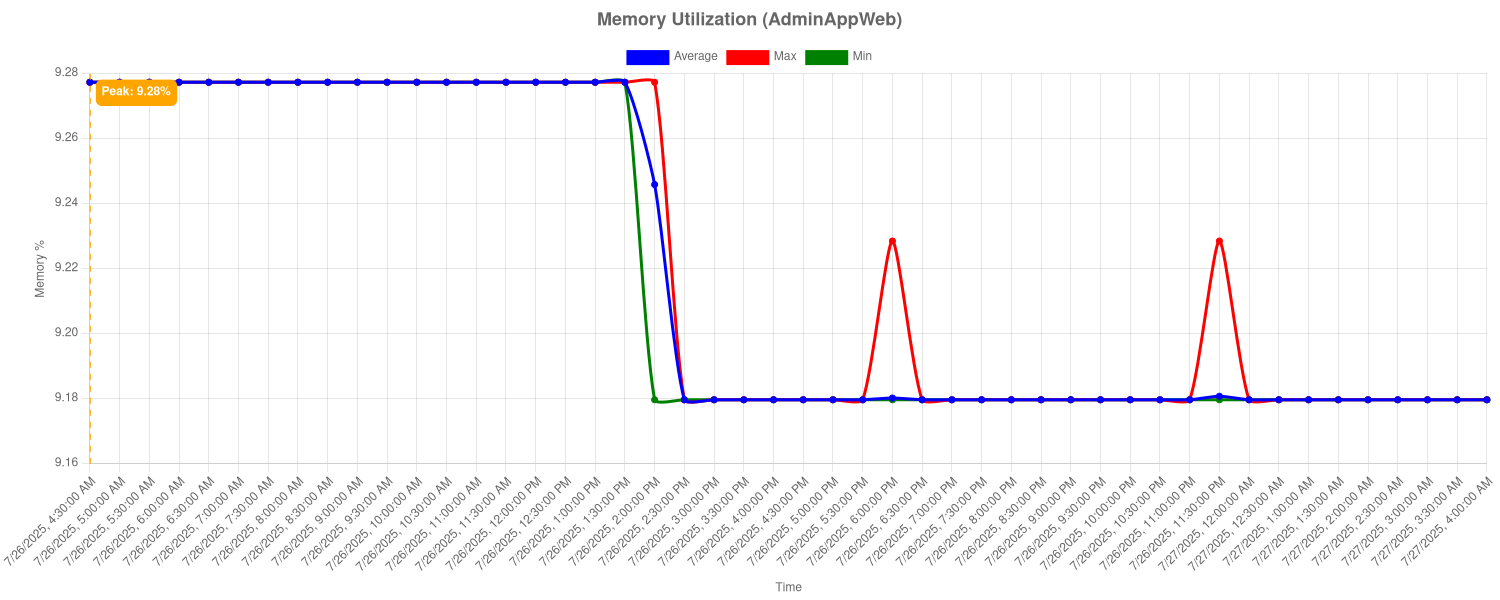 Memory Utilization (AdminAppWeb)
Average Max Min
9.28
Peak: 9.28%
9.26
9.24
9.22
9.20
9.18
9.16
Memory %
7/26/2025, 4:30:00 AM
7/26/2025, 5:00:00 AM
7/26/2025, 5:30:00 AM
7/26/2025, 6:00:00 AM
7/26/2025, 6:30:00 AM
7/26/2025, 7:00:00 AM
7/26/2025, 7:30:00 AM
7/26/2025, 8:00:00 AM
7/26/2025, 8:30:00 AM
7/26/2025, 9:00:00 AM
7/26/2025, 9:30:00 AM
7/26/2025, 10:00:00 AM
7/26/2025, 10:30:00 AM
7/26/2025, 11:00:00 AM
7/26/2025, 11:30:00 AM
7/26/2025, 12:00:00 PM
7/26/2025, 12:30:00 PM
7/26/2025, 1:00:00 PM
7/26/2025, 1:30:00 PM
7/26/2025, 2:00:00 PM
7/26/2025, 2:30:00 PM
7/26/2025, 3:00:00 PM
7/26/2025, 3:30:00 PM
7/26/2025, 4:00:00 PM
7/26/2025, 4:30:00 PM
7/26/2025, 5:00:00 PM
7/26/2025, 5:30:00 PM
7/26/2025, 6:00:00 PM
7/26/2025, 6:30:00 PM
7/26/2025, 7:00:00 PM
7/26/2025, 7:30:00 PM
7/26/2025, 8:00:00 PM
7/26/2025, 8:30:00 PM
7/26/2025, 9:00:00 PM
7/26/2025, 9:30:00 PM
7/26/2025, 10:00:00 PM
7/26/2025, 10:30:00 PM
7/26/2025, 11:00:00 PM
7/26/2025, 11:30:00 PM
7/27/2025, 12:00:00 AM
7/27/2025, 12:30:00 AM
7/27/2025, 1:00:00 AM
7/27/2025, 1:30:00 AM
7/27/2025, 2:00:00 AM
7/27/2025, 2:30:00 AM
7/27/2025, 3:00:00 AM
7/27/2025, 3:30:00 AM
7/27/2025, 4:00:00 AM
Time